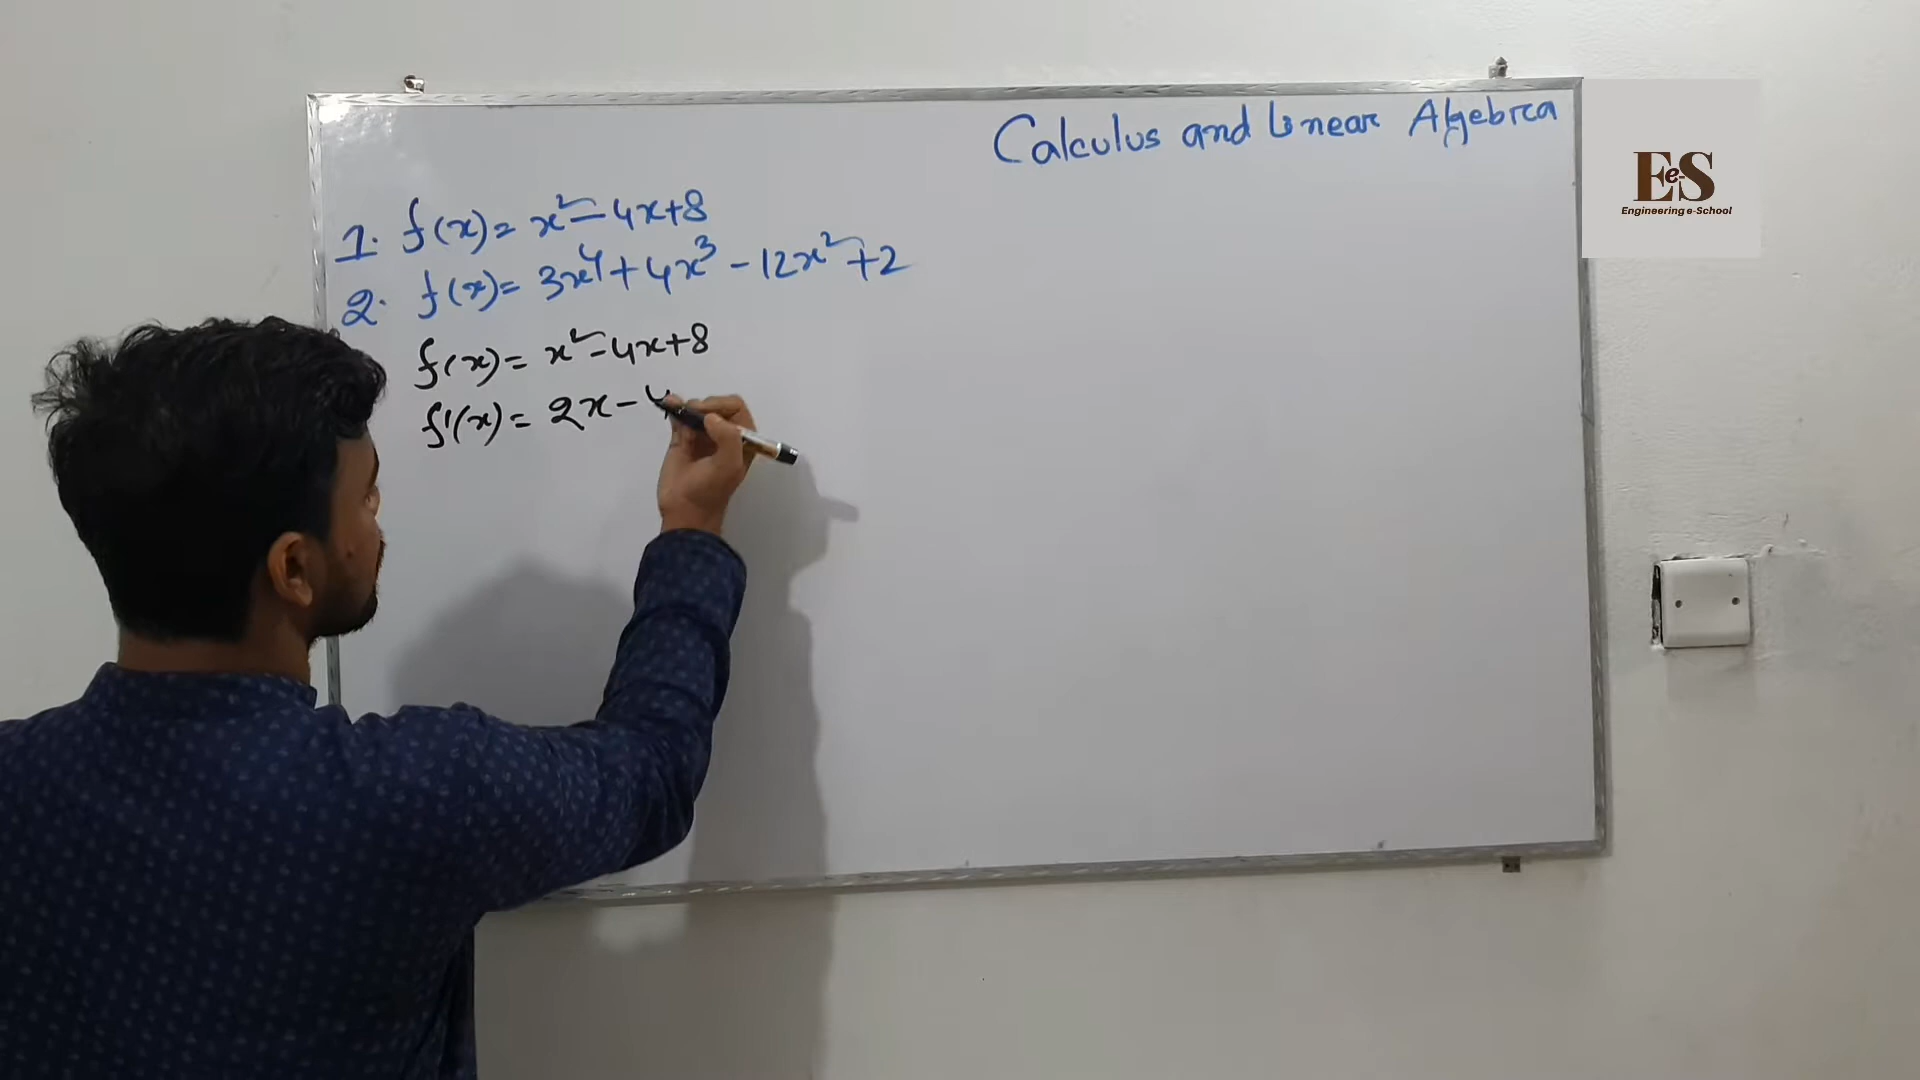 Calculus and Linear Algebra
EeS
Engineering e-School
1. f(x) = x² - 4x + 8
2. f(x) = 3x⁴ + 4x³ - 12x² + 2
f(x) = x² - 4x + 8
f'(x) = 2x - 4